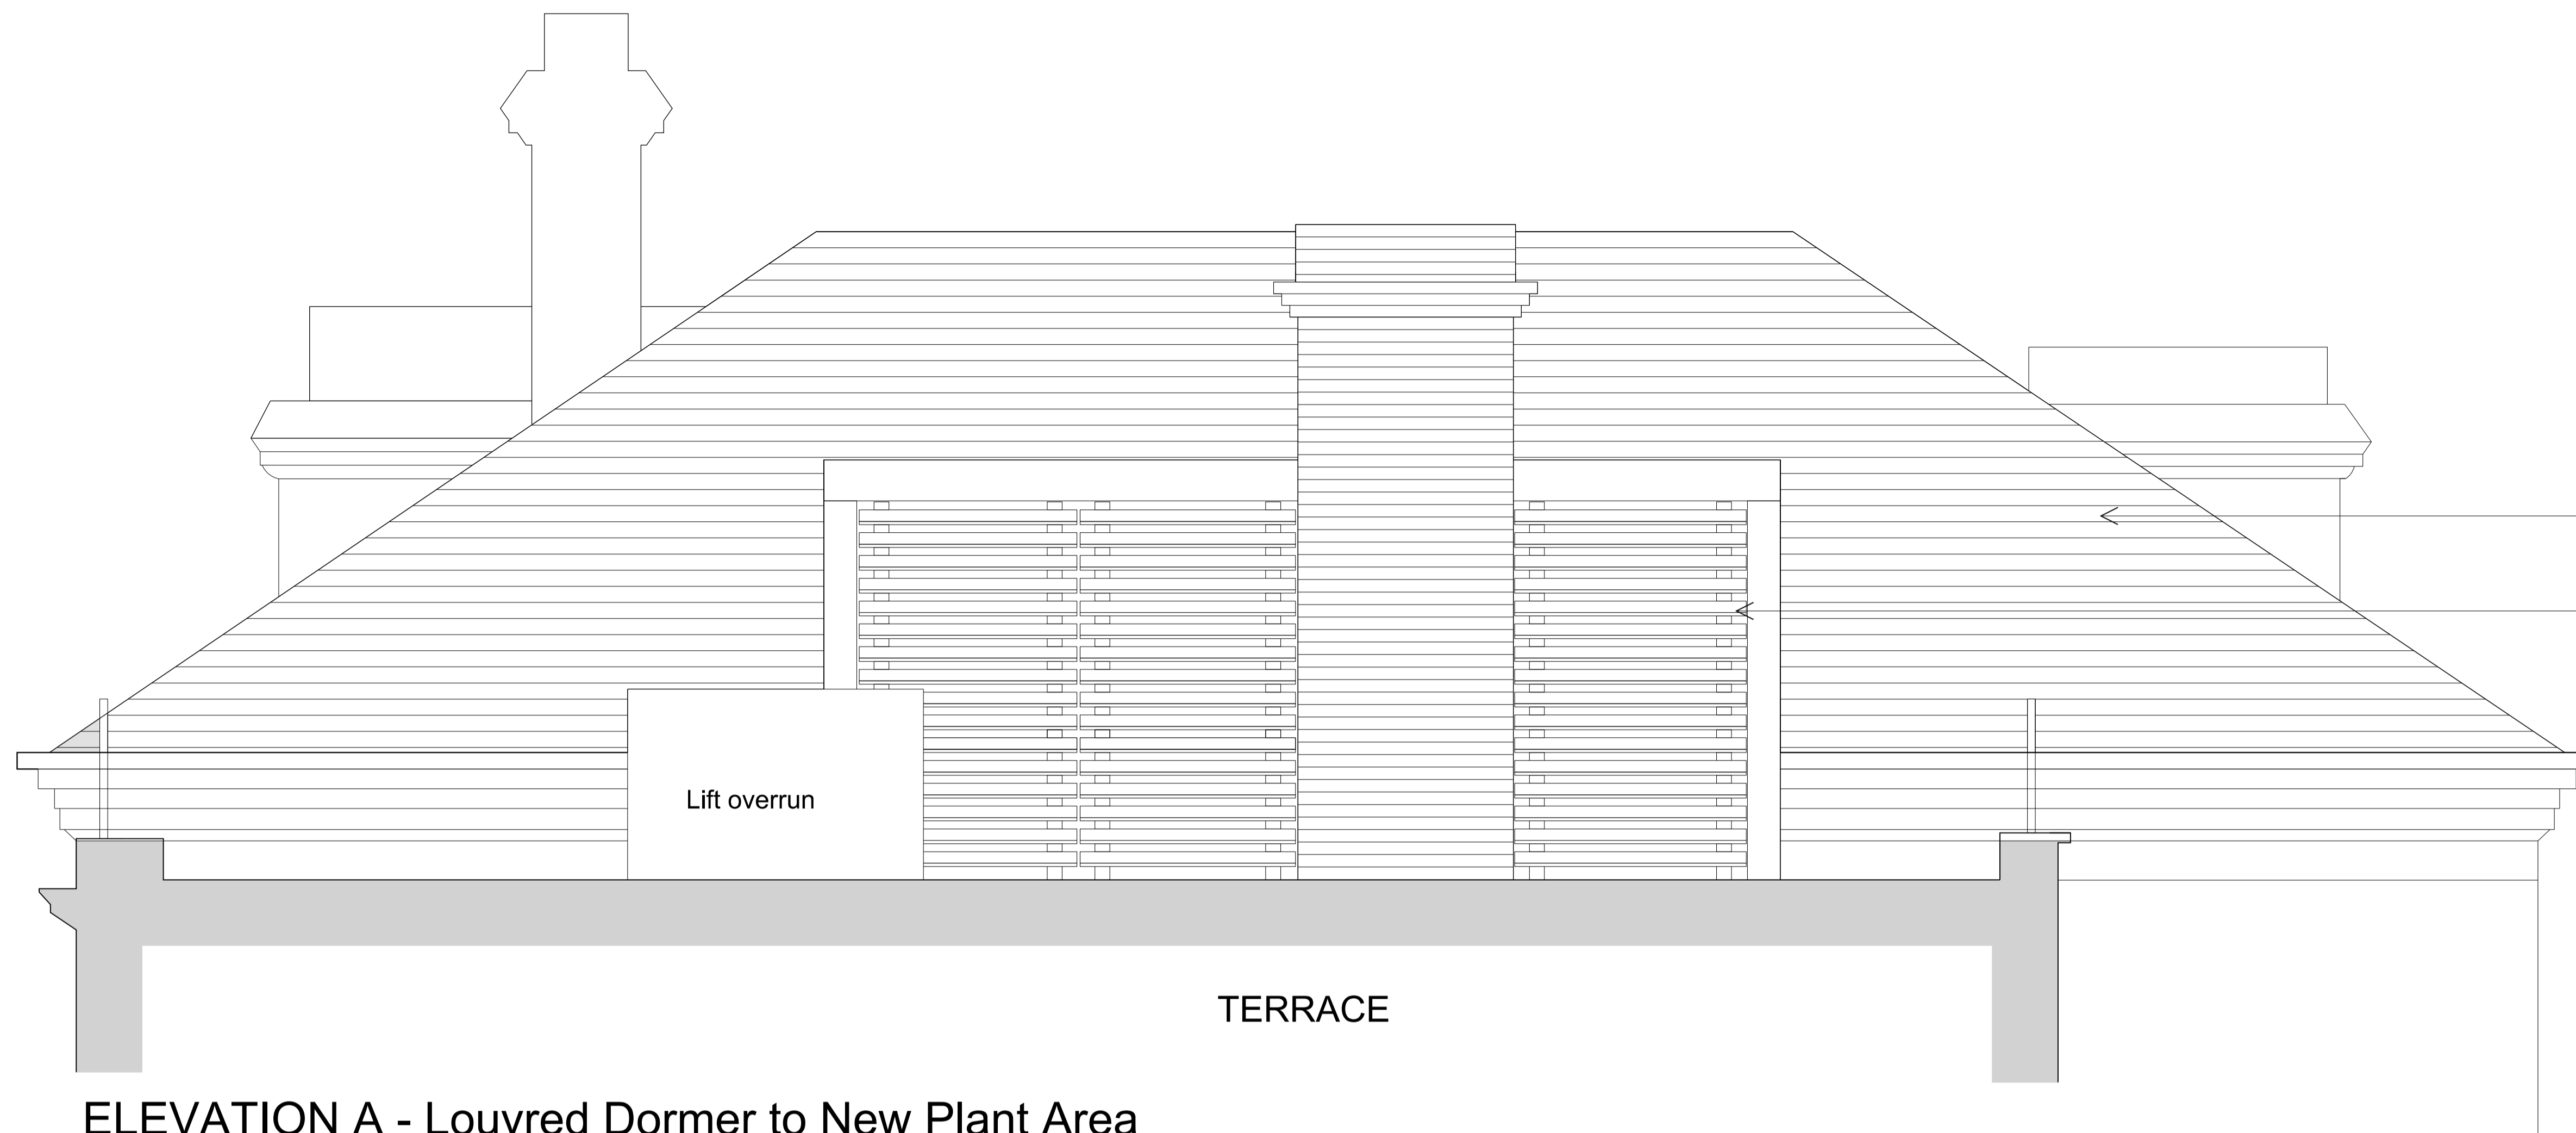 Lift overrun
TERRACE
ELEVATION A - Louvred Dormer to New Plant Area